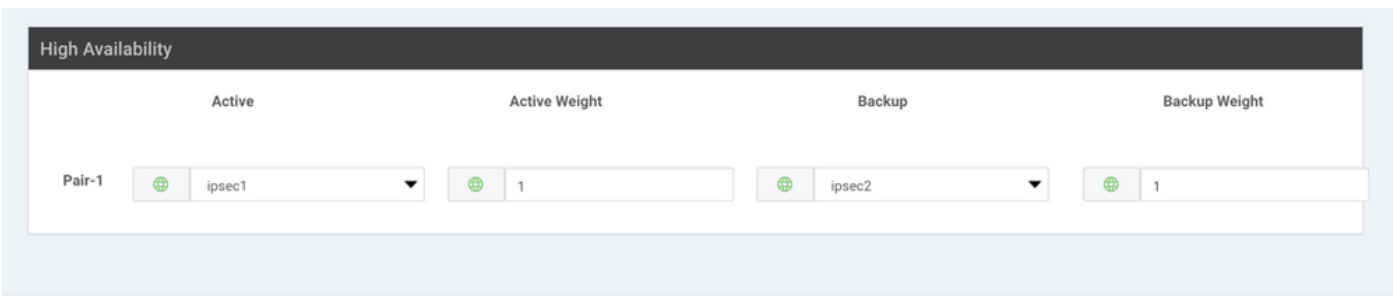 High Availability
Active Active Weight Backup Backup Weight
Pair-1 ipsec1 1 ipsec2 1